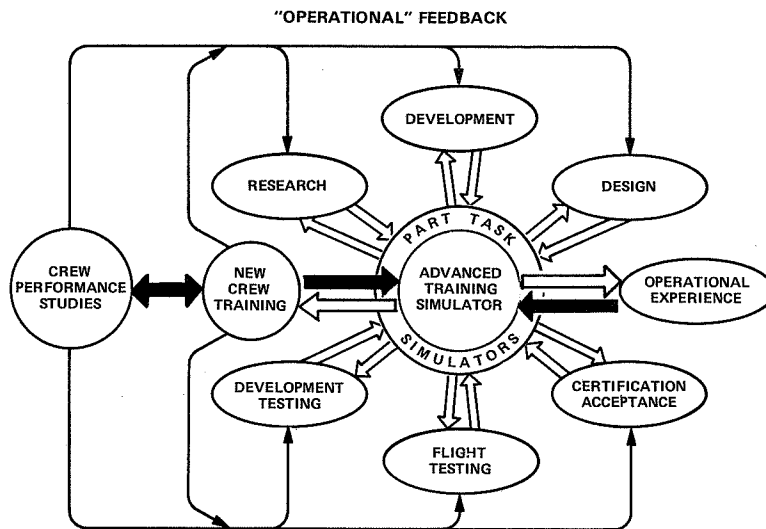 "OPERATIONAL" FEEDBACK
DEVELOPMENT
RESEARCH
DESIGN
PART TASK
CREW
PERFORMANCE
STUDIES
NEW
CREW
TRAINING
ADVANCED
TRAINING
SIMULATOR
OPERATIONAL
EXPERIENCE
SIMULATORS
DEVELOPMENT
TESTING
CERTIFICATION
ACCEPTANCE
FLIGHT
TESTING